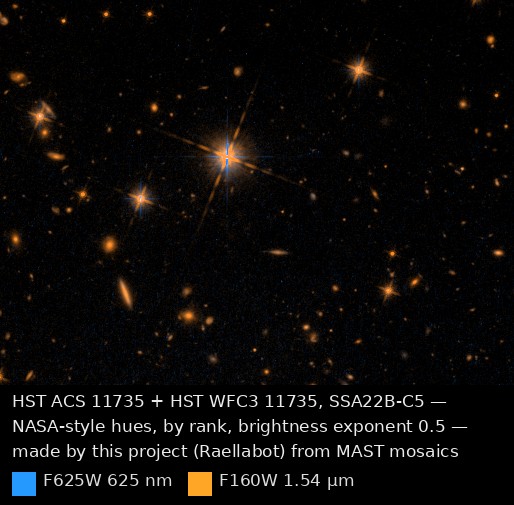 HST ACS 11735 + HST WFC3 11735, SSA22B-C5 —
NASA-style hues, by rank, brightness exponent 0.5 —
made by this project (Raellabot) from MAST mosaics
F625W 625 nm F160W 1.54 μm